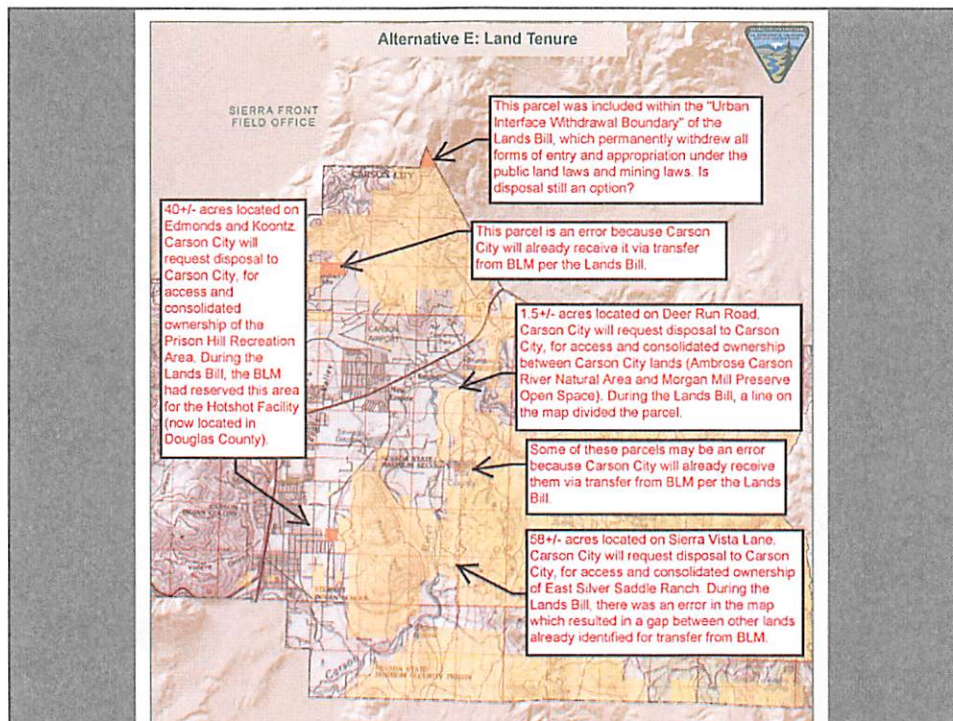 Alternative E: Land Tenure
SIERRA FRONT
FIELD OFFICE
This parcel was included within the "Urban
Interface Withdrawal Boundary" of the
Lands Bill, which permanently withdrew all
forms of entry and appropriation under the
public land laws and mining laws. Is
disposal still an option?
CARSON CITY
40+/- acres located on
Edmonds and Koontz.
Carson City will
request disposal to
Carson City, for
access and
consolidated
ownership of the
Prison Hill Recreation
Area. During the
Lands Bill, the BLM
had reserved this area
for the Hotshot Facility
(now located in
Douglas County).
This parcel is an error because Carson
City will already receive it via transfer
from BLM per the Lands Bill.
1.5+/- acres located on Deer Run Road.
Carson City will request disposal to Carson
City, for access and consolidated ownership
between Carson City lands (Ambrose Carson
River Natural Area and Morgan Mill Preserve
Open Space). During the Lands Bill, a line on
the map divided the parcel.
CARSON
AIRPORT
Some of these parcels may be an error
because Carson City will already receive
them via transfer from BLM per the Lands
Bill.
58+/- acres located on Sierra Vista Lane.
Carson City will request disposal to Carson
City, for access and consolidated ownership
of East Silver Saddle Ranch. During the
Lands Bill, there was an error in the map
which resulted in a gap between other lands
already identified for transfer from BLM.
River
Carson
NEVADA STATE
MAXIMUM SECURITY PRISON